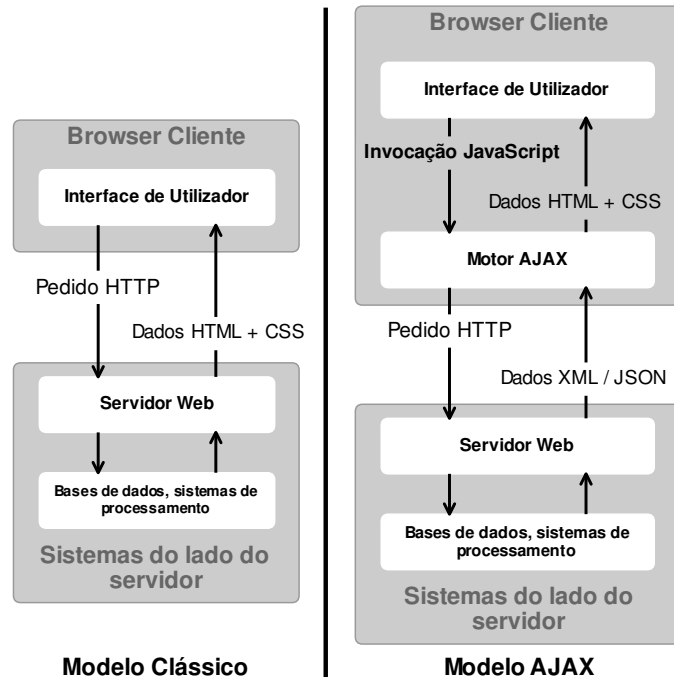 Browser Cliente
Interface de Utilizador
Pedido HTTP
Dados HTML + CSS
Servidor Web
Bases de dados, sistemas de
processamento
Sistemas do lado do
servidor
Modelo Clássico
Browser Cliente
Interface de Utilizador
Invocação JavaScript
Dados HTML + CSS
Motor AJAX
Pedido HTTP
Dados XML / JSON
Servidor Web
Bases de dados, sistemas de
processamento
Sistemas do lado do
servidor
Modelo AJAX